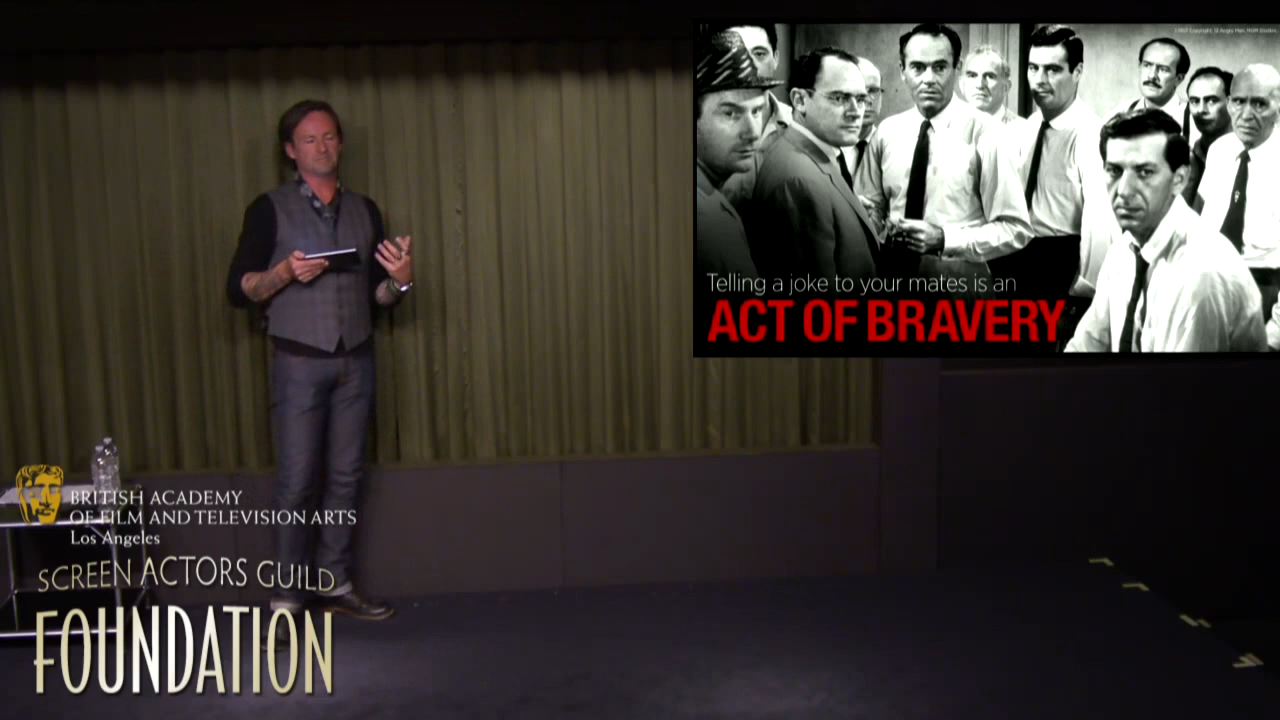 Telling a joke to your mates is an
ACT OF BRAVERY
BRITISH ACADEMY
OF FILM AND TELEVISION ARTS
Los Angeles
SCREEN ACTORS GUILD
FOUNDATION